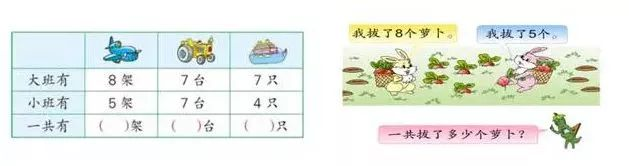 大班有 8架 7台 7只
小班有 5架 7台 4只
一共有 ( )架 ( )台 ( )只
我拔了8个萝卜。
我拔了5个。
一共拔了多少个萝卜?